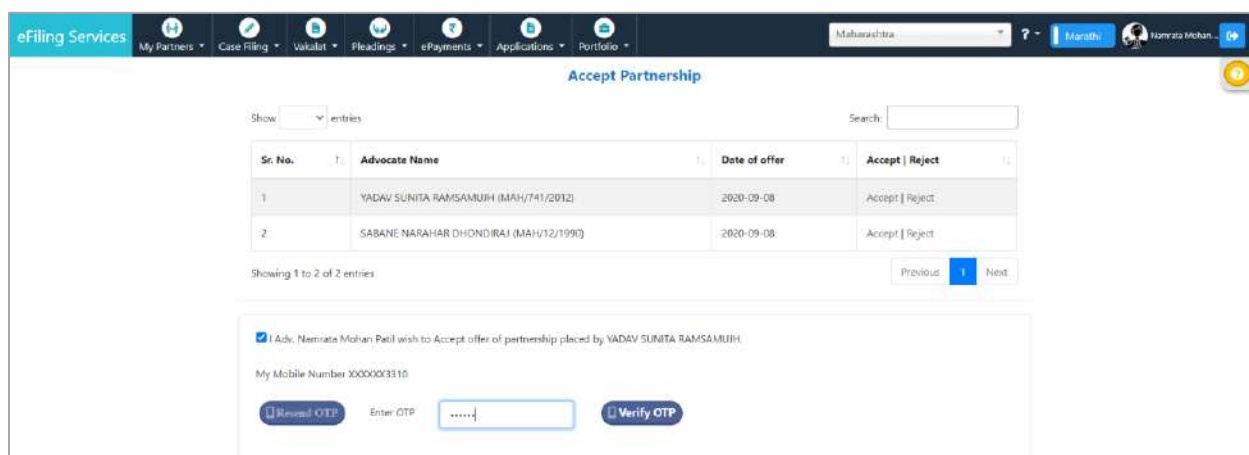 eFiling Services My Partners Case Filing Vakalat Pleadings ₹ ePayments Applications Portfolio Maharashtra ? Marathi Namrata Mohan...
Accept Partnership
?
Show entries Search:
Sr. No. Advocate Name Date of offer Accept | Reject
1 YADAV SUNITA RAMSAMUJH (MAH/741/2012) 2020-09-08 Accept | Reject
2 SABANE NARAHAR DHONDIRAJ (MAH/12/1990) 2020-09-08 Accept | Reject
Showing 1 to 2 of 2 entries Previous 1 Next
I Adv. Namrata Mohan Patil wish to Accept offer of partnership placed by YADAV SUNITA RAMSAMUJH.
My Mobile Number XXXXXX3310
Resend OTP Enter OTP ...... Verify OTP